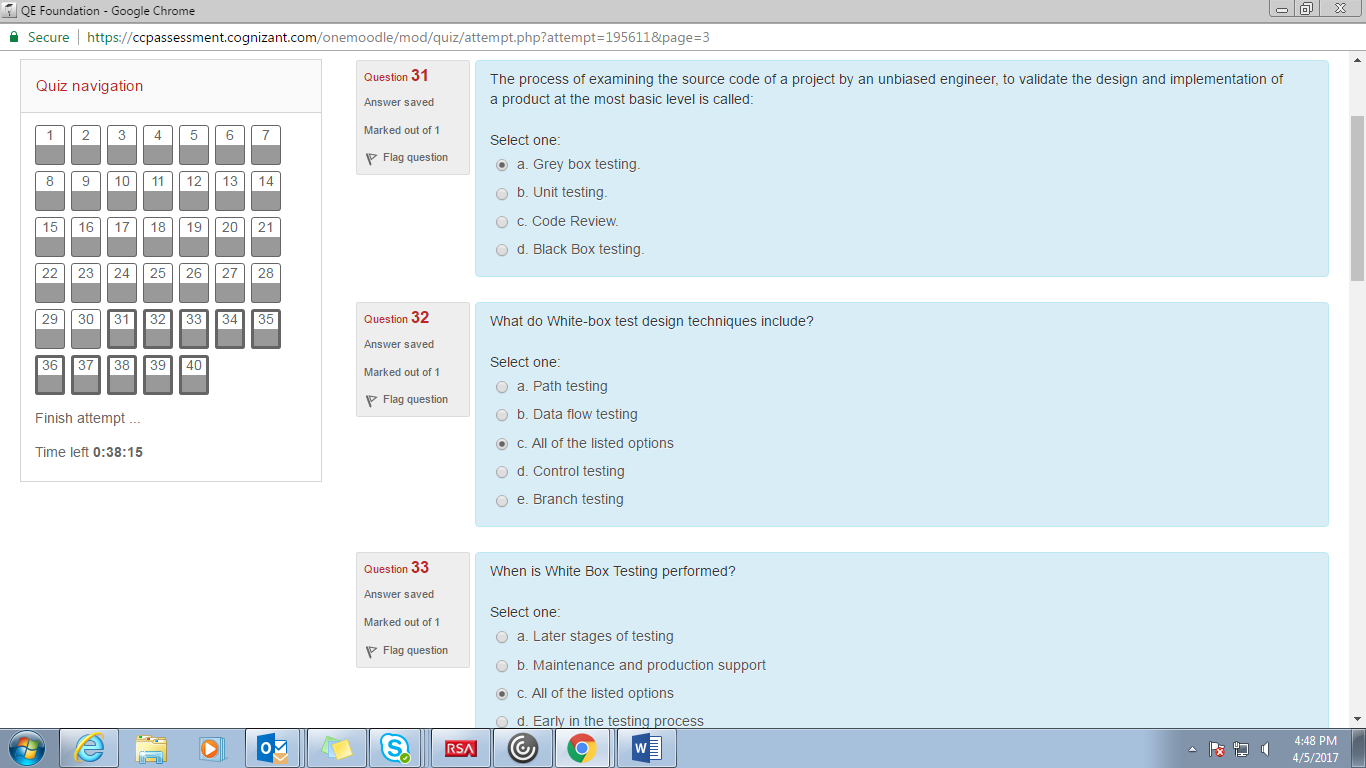 QE Foundation - Google Chrome
Secure https://ccpassessment.cognizant.com/onemoodle/mod/quiz/attempt.php?attempt=195611&page=3
Quiz navigation
1 2 3 4 5 6 7
8 9 10 11 12 13 14
15 16 17 18 19 20 21
22 23 24 25 26 27 28
29 30 31 32 33 34 35
36 37 38 39 40
Finish attempt ...
Time left 0:38:15
Question 31
Answer saved
Marked out of 1
Flag question
The process of examining the source code of a project by an unbiased engineer, to validate the design and implementation of
a product at the most basic level is called:
Select one:
a. Grey box testing.
b. Unit testing.
c. Code Review.
d. Black Box testing.
Question 32
Answer saved
Marked out of 1
Flag question
What do White-box test design techniques include?
Select one:
a. Path testing
b. Data flow testing
c. All of the listed options
d. Control testing
e. Branch testing
Question 33
Answer saved
Marked out of 1
Flag question
When is White Box Testing performed?
Select one:
a. Later stages of testing
b. Maintenance and production support
c. All of the listed options
d. Early in the testing process
RSA
4:48 PM
4/5/2017